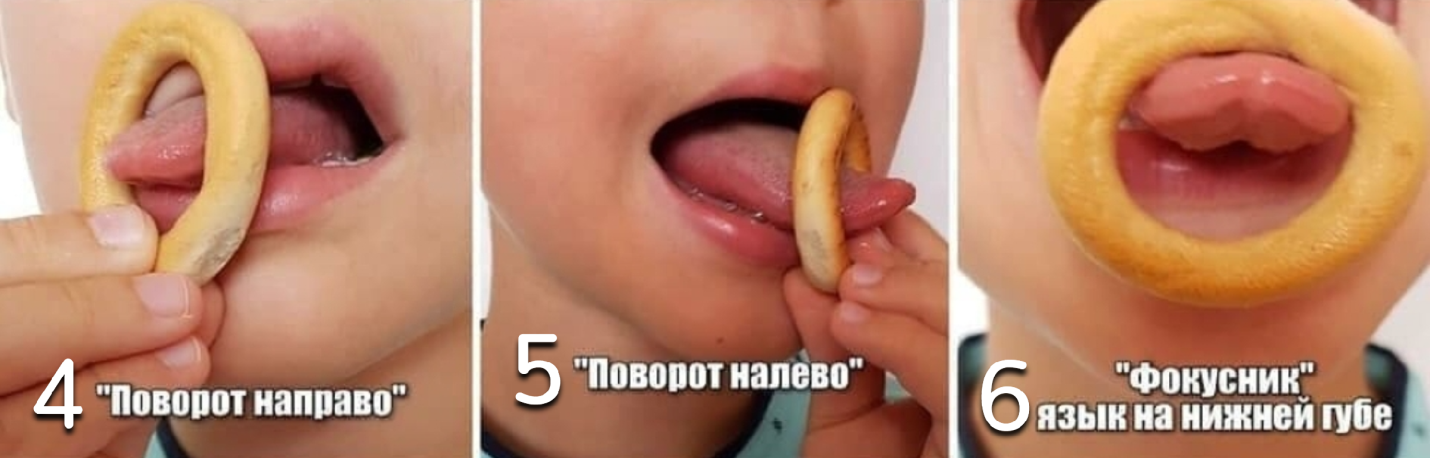 4 "Поворот направо"
5 "Поворот налево"
6 "Фокусник"
язык на нижней губе